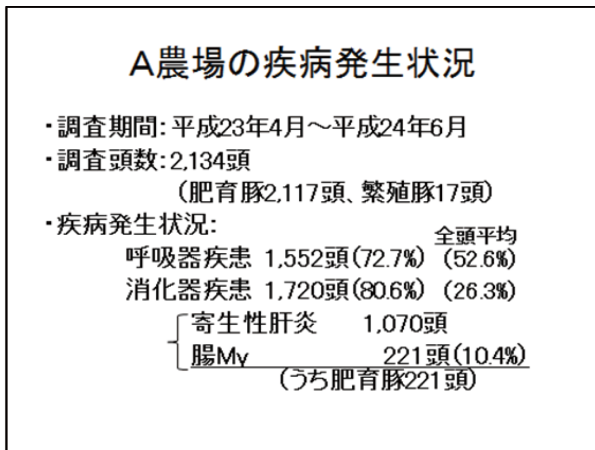 A農場の疾病発生状況
・調査期間:平成23年4月～平成24年6月
・調査頭数:2,134頭
(肥育豚2,117頭、繁殖豚17頭)
・疾病発生状況:
全頭平均
呼吸器疾患 1,552頭(72.7%) (52.6%)
消化器疾患 1,720頭(80.6%) (26.3%)
寄生性肝炎 1,070頭
腸My 221頭(10.4%)
(うち肥育豚221頭)